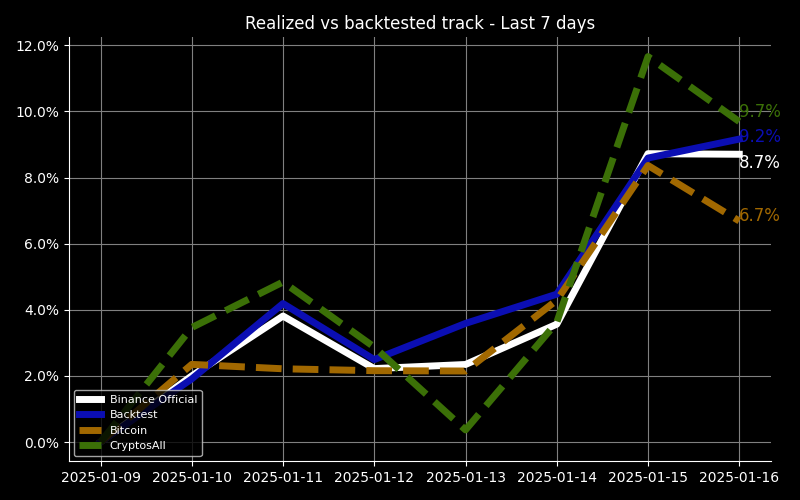 Realized vs backtested track - Last 7 days
12.0%
10.0%
8.0%
6.0%
4.0%
2.0%
0.0%
9.7%
9.2%
8.7%
6.7%
Binance Official
Backtest
Bitcoin
CryptosAll
2025-01-09 2025-01-10 2025-01-11 2025-01-12 2025-01-13 2025-01-14 2025-01-15 2025-01-16